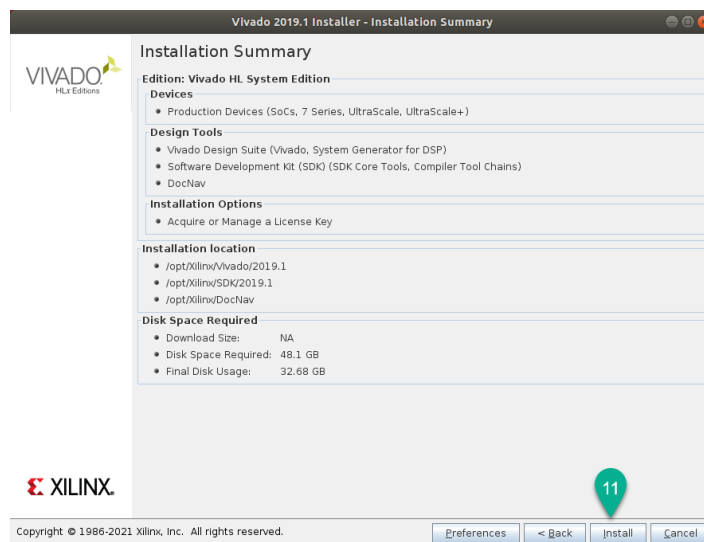 Vivado 2019.1 Installer - Installation Summary
VIVADO.
HLx Editions
Installation Summary
Edition: Vivado HL System Edition
Devices
Production Devices (SoCs, 7 Series, UltraScale, UltraScale+)
Design Tools
Vivado Design Suite (Vivado, System Generator for DSP)
Software Development Kit (SDK) (SDK Core Tools, Compiler Tool Chains)
DocNav
Installation Options
Acquire or Manage a License Key
Installation location
/opt/Xilinx/Vivado/2019.1
/opt/Xilinx/SDK/2019.1
/opt/Xilinx/DocNav
Disk Space Required
Download Size: NA
Disk Space Required: 48.1 GB
Final Disk Usage: 32.68 GB
XILINX.
11
Copyright © 1986-2021 Xilinx, Inc. All rights reserved.
Preferences < Back Install Cancel